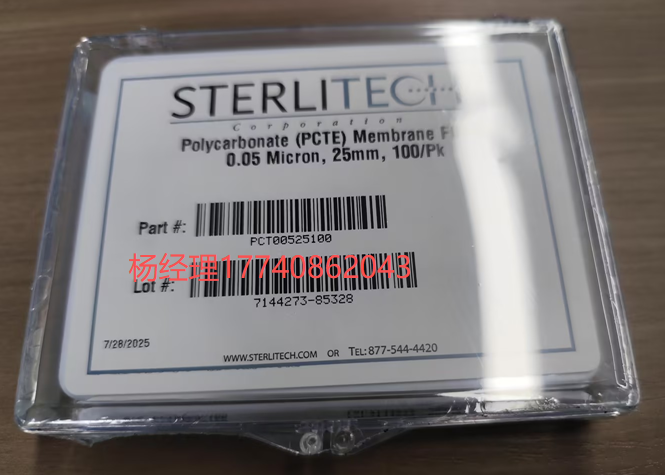 STERLITECH
Corporation
Polycarbonate (PCTE) Membrane
0.05 Micron, 25mm, 100/Pk
Part #:
PCT00525100
杨经理17740862043
Lot #:
7144273-85328
7/28/2025
WWW.STERLITECH.COM OR TEL:877-544-4420